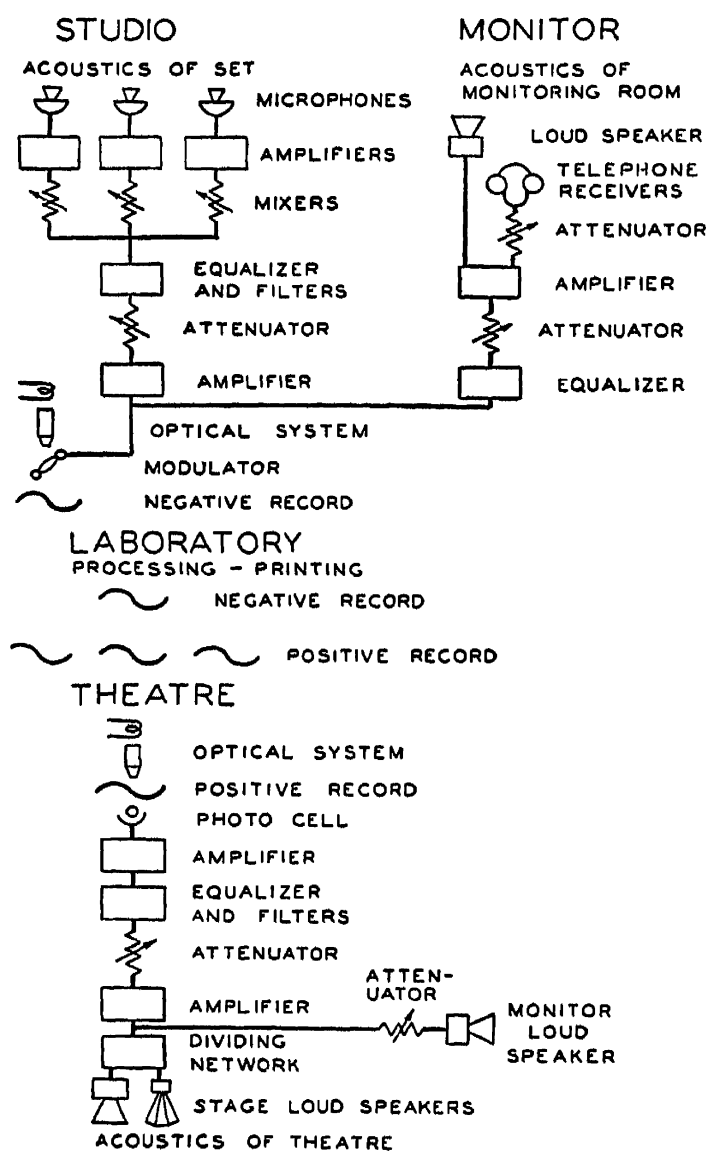 STUDIO
ACOUSTICS OF SET
MICROPHONES
AMPLIFIERS
MIXERS
EQUALIZER
AND FILTERS
ATTENUATOR
AMPLIFIER
OPTICAL SYSTEM
MODULATOR
NEGATIVE RECORD
MONITOR
ACOUSTICS OF
MONITORING ROOM
LOUD SPEAKER
TELEPHONE
RECEIVERS
ATTENUATOR
AMPLIFIER
ATTENUATOR
EQUALIZER
LABORATORY
PROCESSING - PRINTING
NEGATIVE RECORD
POSITIVE RECORD
THEATRE
OPTICAL SYSTEM
POSITIVE RECORD
PHOTO CELL
AMPLIFIER
EQUALIZER
AND FILTERS
ATTENUATOR
AMPLIFIER
ATTEN-
UATOR
MONITOR
LOUD
SPEAKER
DIVIDING
NETWORK
STAGE LOUD SPEAKERS
ACOUSTICS OF THEATRE